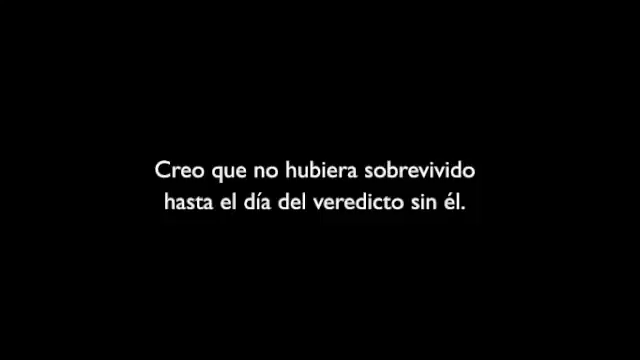 Creo que no hubiera sobrevivido
hasta el día del veredicto sin él.